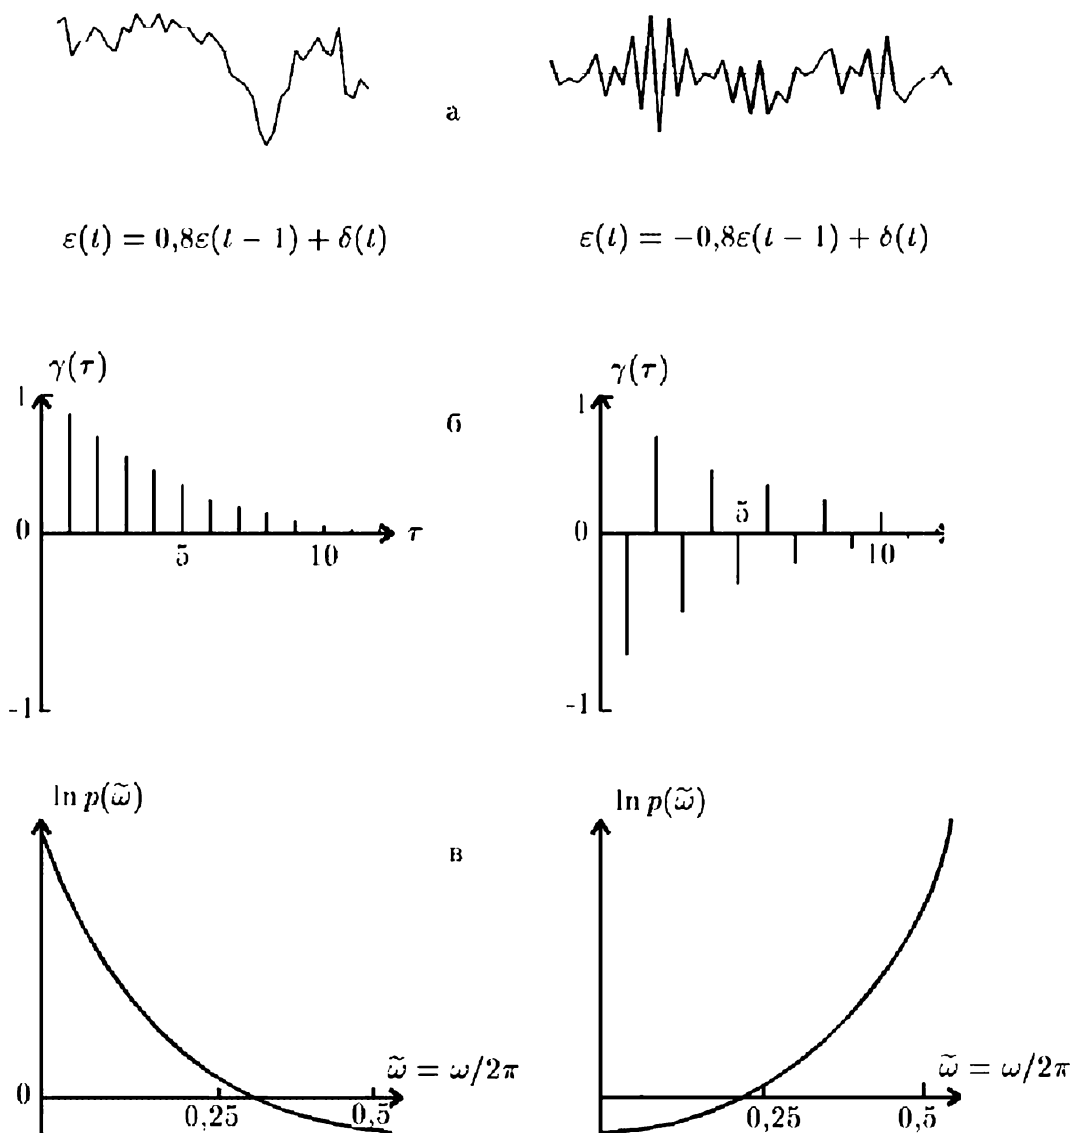 а
ε(t) = 0,8ε(t − 1) + δ(t)
ε(t) = −0,8ε(t − 1) + δ(t)
γ(τ)
1
0
5
10
τ
-1
б
γ(τ)
1
0
5
10
-1
ln p(ω̃)
0
0,25
0,5
ω̃ = ω/2π
в
ln p(ω̃)
0,25
0,5
ω̃ = ω/2π